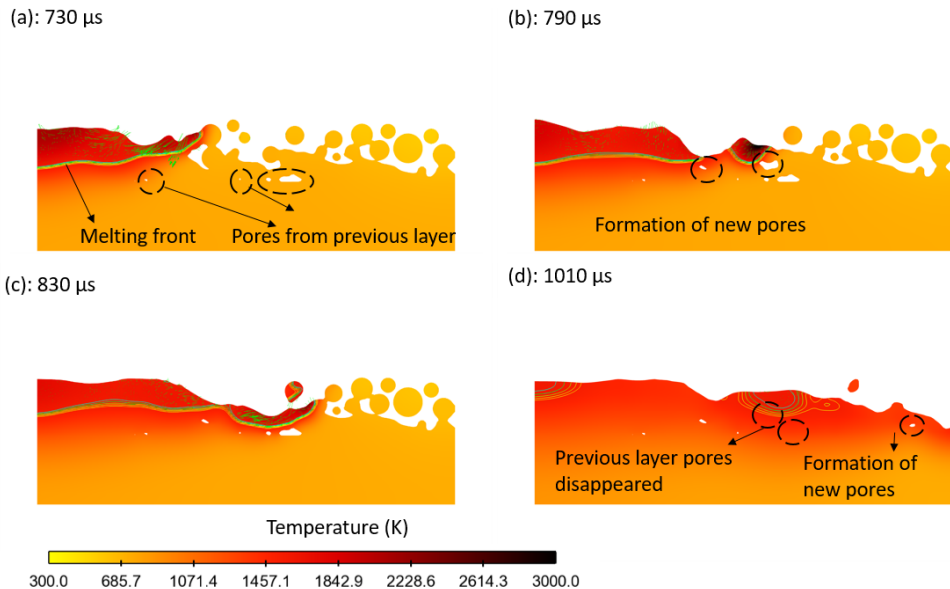 (a): 730 µs
(b): 790 µs
Melting front
Pores from previous layer
Formation of new pores
(c): 830 µs
(d): 1010 µs
Previous layer pores
disappeared
Formation of
new pores
Temperature (K)
300.0 685.7 1071.4 1457.1 1842.9 2228.6 2614.3 3000.0